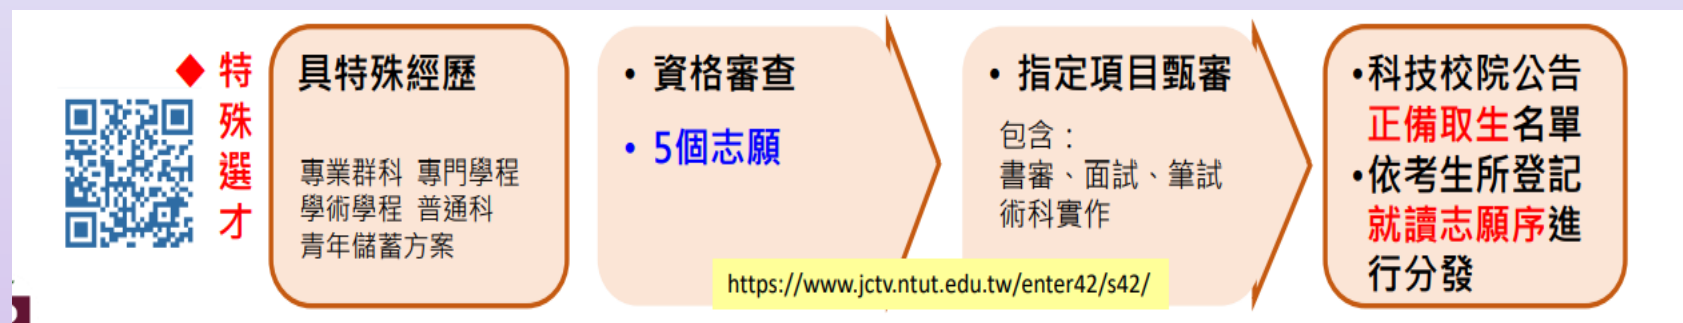 ◆特殊選才
具特殊經歷
專業群科 專門學程
學術學程 普通科
青年儲蓄方案
• 資格審查
• 5個志願
• 指定項目甄審
包含：
書審、面試、筆試
術科實作
https://www.jctv.ntut.edu.tw/enter42/s42/
•科技校院公告
正備取生名單
•依考生所登記
就讀志願序進
行分發